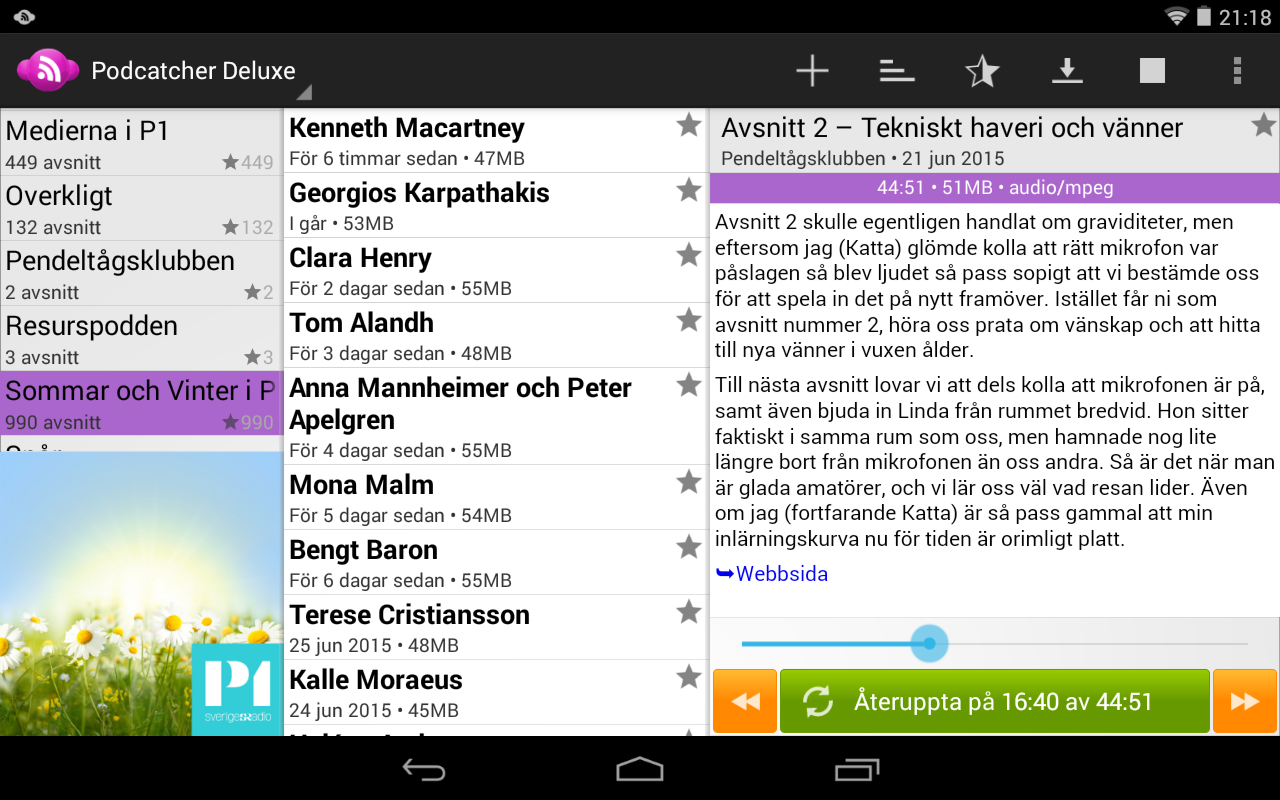 21:18
Podcatcher Deluxe
Medierna i P1
449 avsnitt
449
Overkligt
132 avsnitt
132
Pendeltågsklubben
2 avsnitt
2
Resurspodden
3 avsnitt
3
Sommar och Vinter i P
990 avsnitt
990
P1
sverigesradio
Kenneth Macartney
För 6 timmar sedan • 47MB
Georgios Karpathakis
I går • 53MB
Clara Henry
För 2 dagar sedan • 55MB
Tom Alandh
För 3 dagar sedan • 48MB
Anna Mannheimer och Peter
Apelgren
För 4 dagar sedan • 55MB
Mona Malm
För 5 dagar sedan • 54MB
Bengt Baron
För 6 dagar sedan • 55MB
Terese Cristiansson
25 jun 2015 • 48MB
Kalle Moraeus
24 jun 2015 • 45MB
Avsnitt 2 – Tekniskt haveri och vänner
Pendeltågsklubben • 21 jun 2015
44:51 • 51MB • audio/mpeg
Avsnitt 2 skulle egentligen handlat om graviditeter, men
eftersom jag (Katta) glömde kolla att rätt mikrofon var
påslagen så blev ljudet så pass sopigt att vi bestämde oss
för att spela in det på nytt framöver. Istället får ni som
avsnitt nummer 2, höra oss prata om vänskap och att hitta
till nya vänner i vuxen ålder.
Till nästa avsnitt lovar vi att dels kolla att mikrofonen är på,
samt även bjuda in Linda från rummet bredvid. Hon sitter
faktiskt i samma rum som oss, men hamnade nog lite
längre bort från mikrofonen än oss andra. Så är det när man
är glada amatörer, och vi lär oss väl vad resan lider. Även
om jag (fortfarande Katta) är så pass gammal att min
inlärningskurva nu för tiden är orimligt platt.
➥Webbsida
Återuppta på 16:40 av 44:51